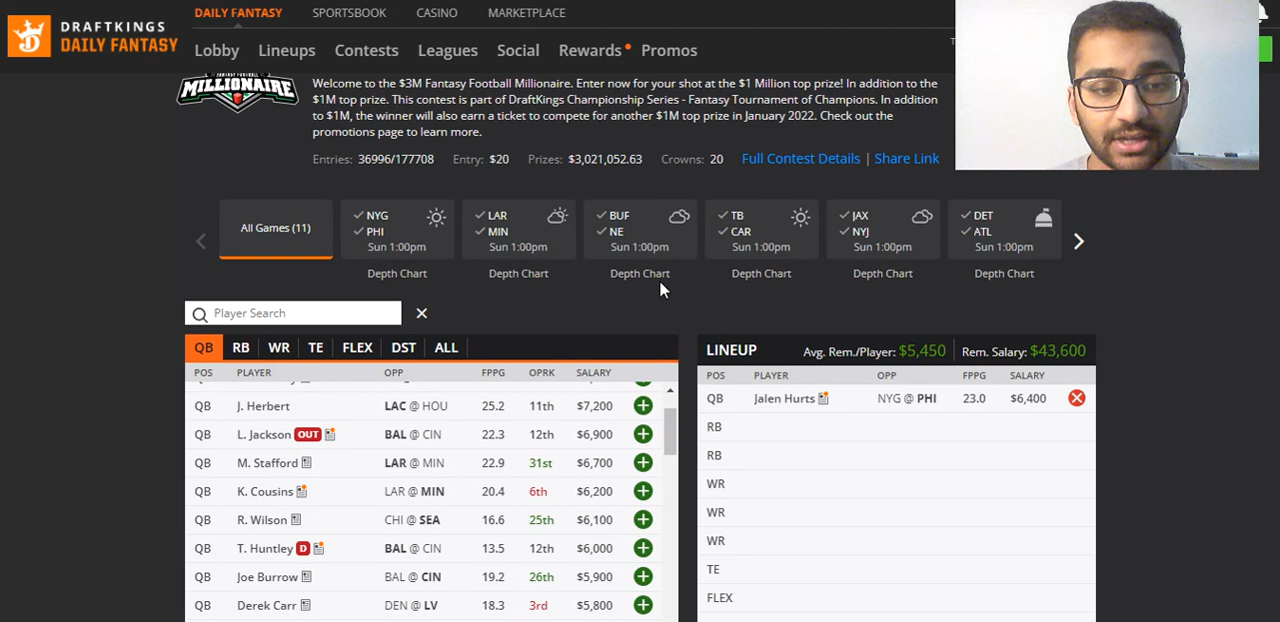 DRAFTKINGS
DAILY FANTASY
DAILY FANTASY SPORTSBOOK CASINO MARKETPLACE
Lobby Lineups Contests Leagues Social Rewards Promos
FANTASY FOOTBALL
MILLIONAIRE
Welcome to the $3M Fantasy Football Millionaire. Enter now for your shot at the $1 Million top prize! In addition to the
$1M top prize. This contest is part of DraftKings Championship Series - Fantasy Tournament of Champions. In addition
to $1M, the winner will also earn a ticket to compete for another $1M top prize in January 2022. Check out the
promotions page to learn more.
Entries: 36996/177708 Entry: $20 Prizes: $3,021,052.63 Crowns: 20 Full Contest Details | Share Link
All Games (11)
NYG
PHI
Sun 1:00pm
Depth Chart
LAR
MIN
Sun 1:00pm
Depth Chart
BUF
NE
Sun 1:00pm
Depth Chart
TB
CAR
Sun 1:00pm
Depth Chart
JAX
NYJ
Sun 1:00pm
Depth Chart
DET
ATL
Sun 1:00pm
Depth Chart
Player Search
QB RB WR TE FLEX DST ALL
POS PLAYER OPP FPPG OPRK SALARY
QB J. Herbert LAC @ HOU 25.2 11th $7,200
QB L. Jackson OUT BAL @ CIN 22.3 12th $6,900
QB M. Stafford LAR @ MIN 22.9 31st $6,700
QB K. Cousins LAR @ MIN 20.4 6th $6,200
QB R. Wilson CHI @ SEA 16.6 25th $6,100
QB T. Huntley D BAL @ CIN 13.5 12th $6,000
QB Joe Burrow BAL @ CIN 19.2 26th $5,900
QB Derek Carr DEN @ LV 18.3 3rd $5,800
LINEUP Avg. Rem./Player: $5,450 Rem. Salary: $43,600
POS PLAYER OPP FPPG SALARY
QB Jalen Hurts NYG @ PHI 23.0 $6,400
RB
RB
WR
WR
WR
TE
FLEX